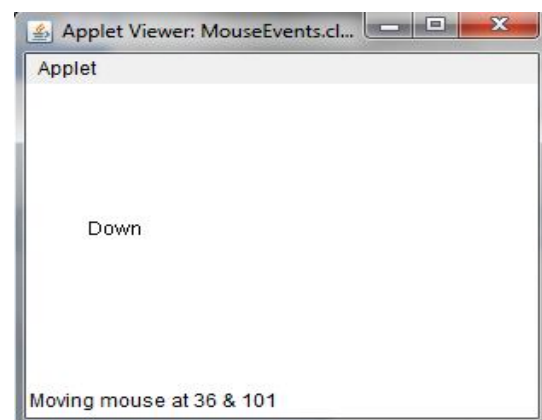 Applet Viewer: MouseEvents.cl...
Applet
Down
Moving mouse at 36 & 101